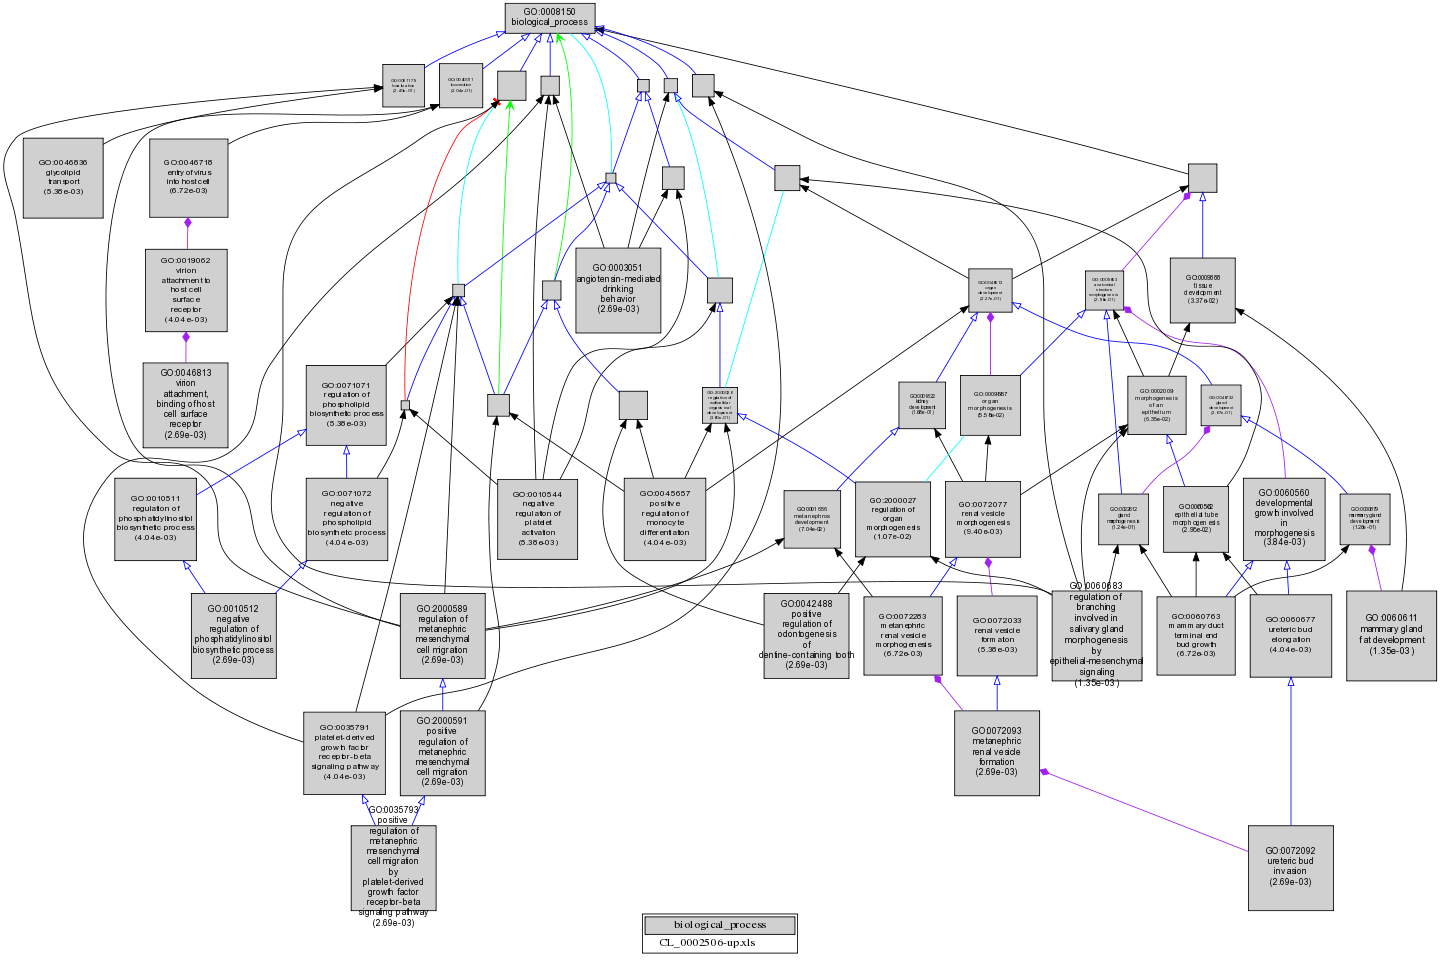 GO:0008150
biological_process
GO:0046836
glycolipid
transport
(5.38e-03)
GO:0046718
entry of virus
into host cell
(6.72e-03)
GO:0019062
virion
attachment to
host cell
surface
receptor
(4.04e-03)
GO:0046813
virion
attachment,
binding of host
cell surface
receptor
(2.69e-03)
GO:0003051
angiotensin-mediated
drinking
behavior
(2.69e-03)
GO:0009888
tissue
development
(3.37e-02)
GO:0071071
regulation of
phospholipid
biosynthetic process
(5.38e-03)
GO:0009887
organ
morphogenesis
(5.58e-02)
GO:0002009
morphogenesis
of an
epithelium
(6.38e-02)
GO:0010511
regulation of
phosphatidylinositol
biosynthetic process
(4.04e-03)
GO:0071072
negative
regulation of
phospholipid
biosynthetic process
(4.04e-03)
GO:0010544
negative
regulation of
platelet
activation
(5.38e-03)
GO:0045657
positive
regulation of
monocyte
differentiation
(4.04e-03)
GO:2000027
regulation of
organ
morphogenesis
(1.07e-02)
GO:0072077
renal vesicle
morphogenesis
(9.40e-03)
GO:0060562
epithelial tube
morphogenesis
(2.95e-02)
GO:0060560
developmental
growth involved
in
morphogenesis
(3.84e-03)
GO:0010512
negative
regulation of
phosphatidylinositol
biosynthetic process
(2.69e-03)
GO:2000589
regulation of
metanephric
mesenchymal
cell migration
(2.69e-03)
GO:0042488
positive
regulation of
odontogenesis
of
dentine-containing tooth
(2.69e-03)
GO:0072283
metanephric
renal vesicle
morphogenesis
(6.72e-03)
GO:0072033
renal vesicle
formation
(5.38e-03)
GO:0060683
regulation of
branching
involved in
salivary gland
morphogenesis
by
epithelial-mesenchymal
signaling
(1.35e-03)
GO:0060763
mammary duct
terminal end
bud growth
(6.72e-03)
GO:0060677
ureteric bud
elongation
(4.04e-03)
GO:0060611
mammary gland
fat development
(1.35e-03)
GO:0035791
platelet-derived
growth factor
receptor-beta
signaling pathway
(4.04e-03)
GO:2000591
positive
regulation of
metanephric
mesenchymal
cell migration
(2.69e-03)
GO:0072093
metanephric
renal vesicle
formation
(2.69e-03)
GO:0035793
positive
regulation of
metanephric
mesenchymal
cell migration
by
platelet-derived
growth factor
receptor-beta
signaling pathway
(2.69e-03)
GO:0072092
ureteric bud
invasion
(2.69e-03)
biological_process
CL_0002506-up.xls